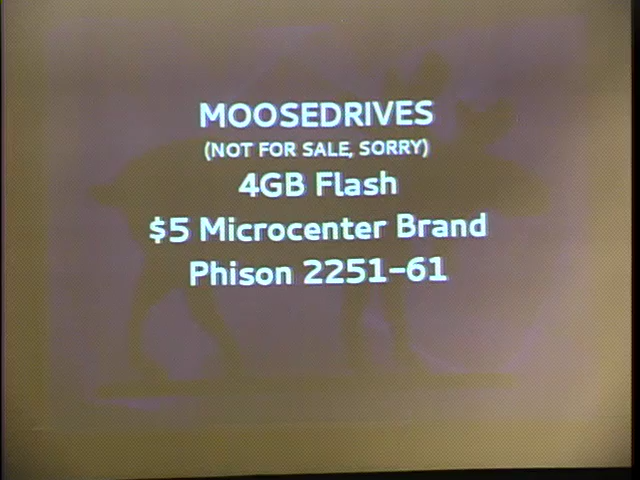 MOOSEDRIVES
(NOT FOR SALE, SORRY)
4GB Flash
$5 Microcenter Brand
Phison 2251-61